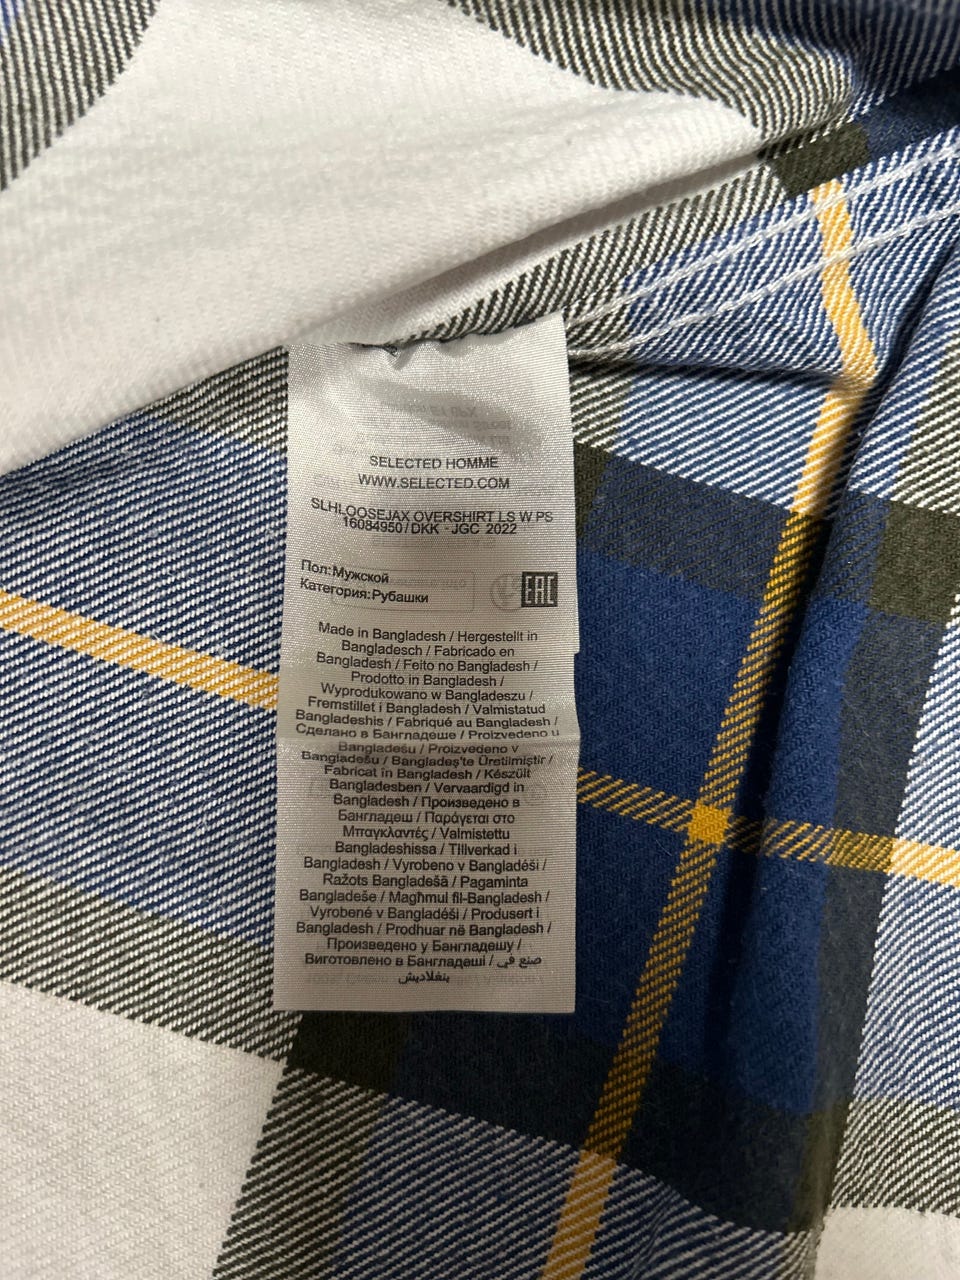 SELECTED HOMME
WWW.SELECTED.COM
SLHLOOSEJAX OVERSHIRT LS W PS
16084950/DKK - JGC 2022
Пол:Мужской
Категория:Рубашки
EAC
Made in Bangladesh / Hergestellt in
Bangladesch / Fabricado en
Bangladesh / Feito no Bangladesh /
Prodotto in Bangladesh /
Wyprodukowano w Bangladeszu /
Fremstillet i Bangladesh / Valmistatud
Bangladeshis / Fabriqué au Bangladesh /
Сделано в Бангладеше / Proizvedeno u
Bangladešu / Proizvedeno v
Bangladešu / Bangladeş'te Üretilmiştir /
Fabricat în Bangladesh / Készült
Bangladesben / Vervaardigd in
Bangladesh / Произведено в
Бангладеш / Παράγεται στο
Μπαγκλαντές / Valmistettu
Bangladeshissa / Tillverkad i
Bangladesh / Vyrobeno v Bangladéši /
Ražots Bangladešā / Pagaminta
Bangladeše / Magħmul fil-Bangladesh /
Vyrobené v Bangladéši / Produsert i
Bangladesh / Prodhuar në Bangladesh /
Произведено у Бангладешу /
Виготовлено в Бангладеші / صنع في
بنغلاديش